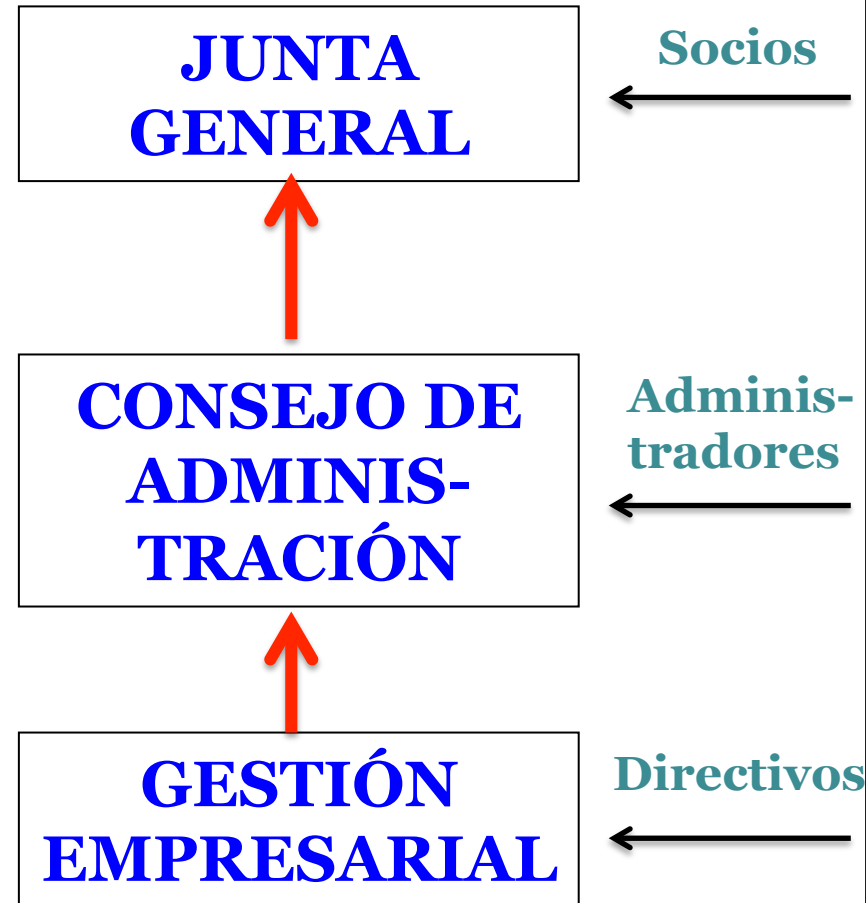 JUNTA
GENERAL
Socios
CONSEJO DE
ADMINIS-
TRACIÓN
Adminis-
tradores
GESTIÓN
EMPRESARIAL
Directivos